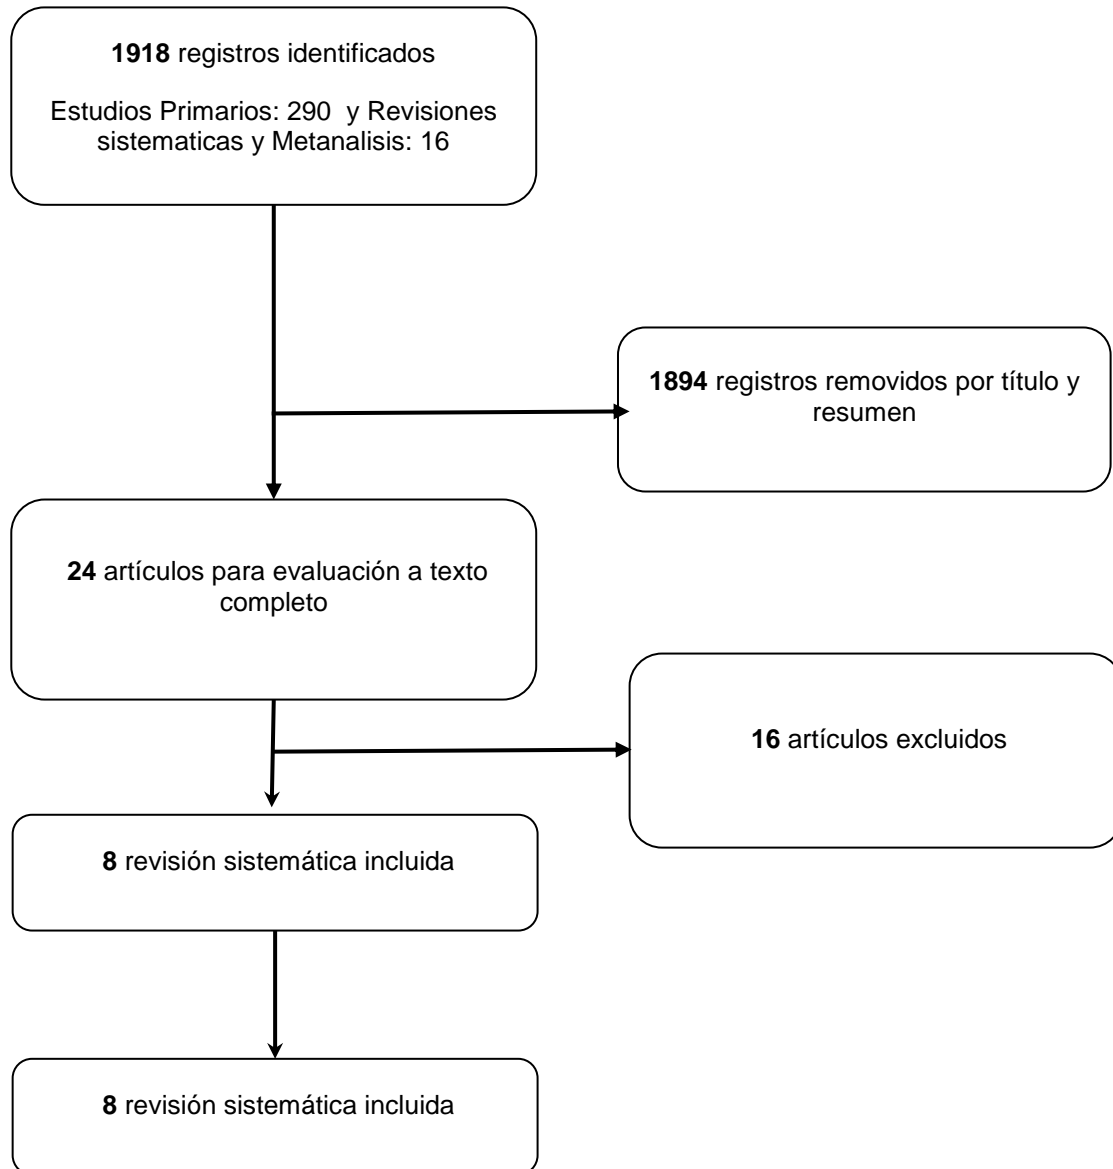 1918 registros identificados
Estudios Primarios: 290 y Revisiones
sistematicas y Metanalisis: 16
1894 registros removidos por título y
resumen
24 artículos para evaluación a texto
completo
16 artículos excluidos
8 revisión sistemática incluida
8 revisión sistemática incluida